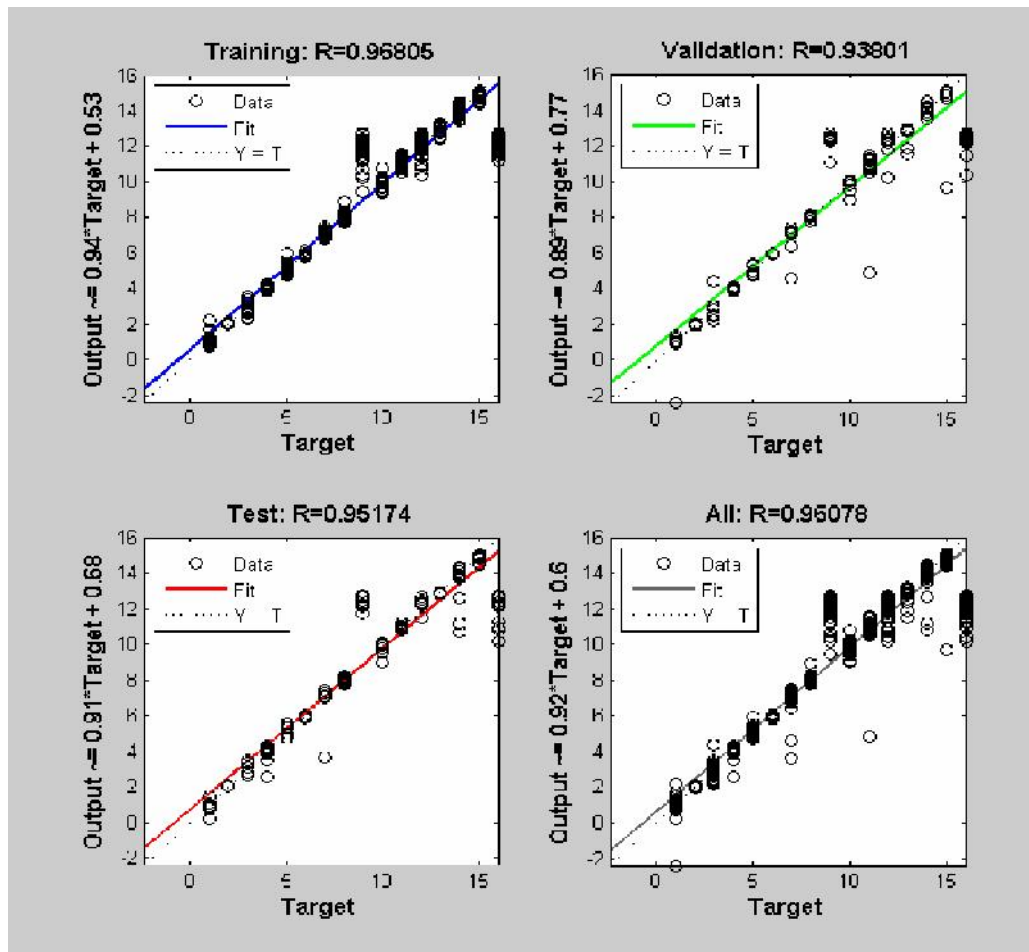 Training: R=0.96805
Output ~= 0.94*Target + 0.53
16
14
12
10
8
6
4
2
0
-2
Data
Fit
Y = T
0
5
10
15
Target
Validation: R=0.93801
Output ~= 0.89*Target + 0.77
16
14
12
10
8
6
4
2
0
-2
Data
Fit
Y = T
0
5
10
15
Target
Test: R=0.95174
Output ~= 0.91*Target + 0.68
16
14
12
10
8
6
4
2
0
-2
Data
Fit
Y T
0
5
10
15
Target
All: R=0.96078
Output ~= 0.92*Target + 0.6
16
14
12
10
8
6
4
2
0
-2
Data
Fit
Y T
0
5
10
15
Target